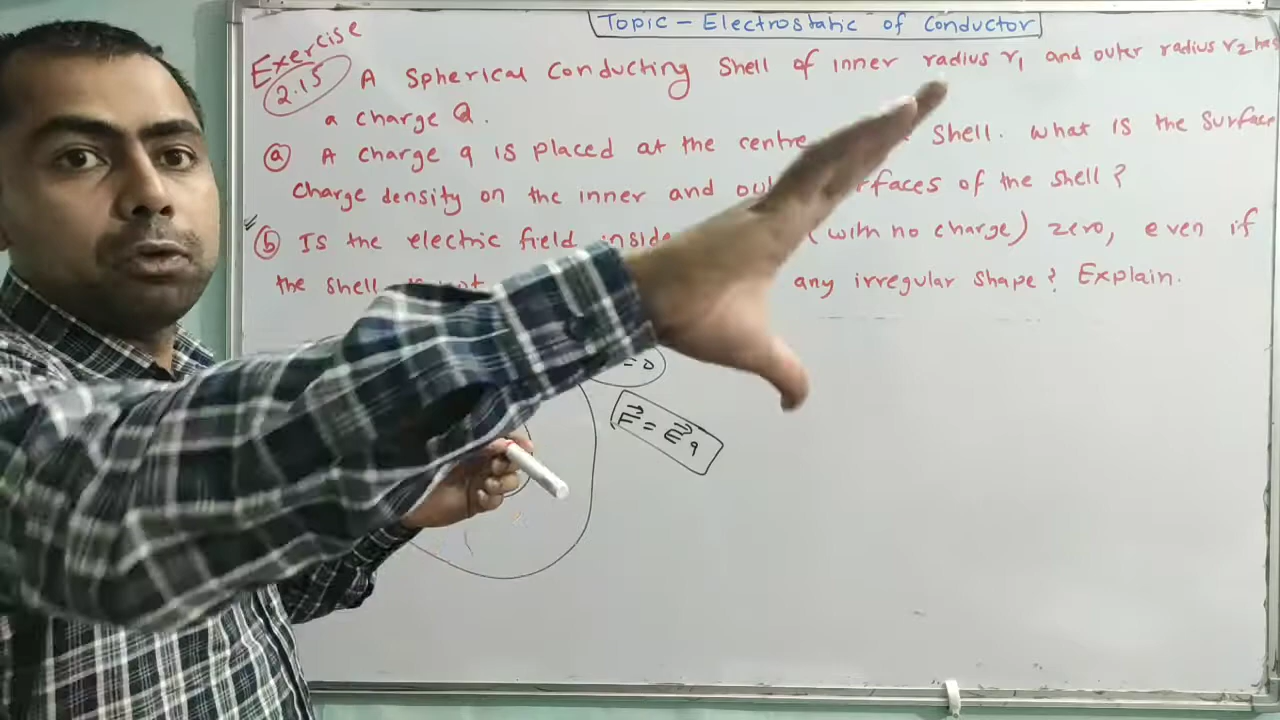 Topic - Electrostatic of Conductor
Exercise
2.15
A Spherical Conducting Shell of inner radius r1 and outer radius r2 has
a charge Q.
(a) A charge q is placed at the centre Shell. What is the Surface
Charge density on the inner and of the shell?
(b) Is the electric field inside (with no charge) zero, even if
the shell any irregular shape? Explain.
= 0
F = Eq